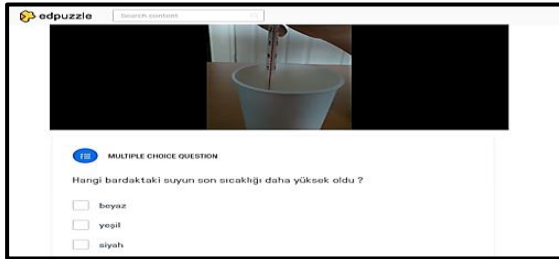 edpuzzle
Search content
MULTIPLE CHOICE QUESTION
Hangi bardaktaki suyun son sıcaklığı daha yüksek oldu ?
beyaz
yeşil
siyah